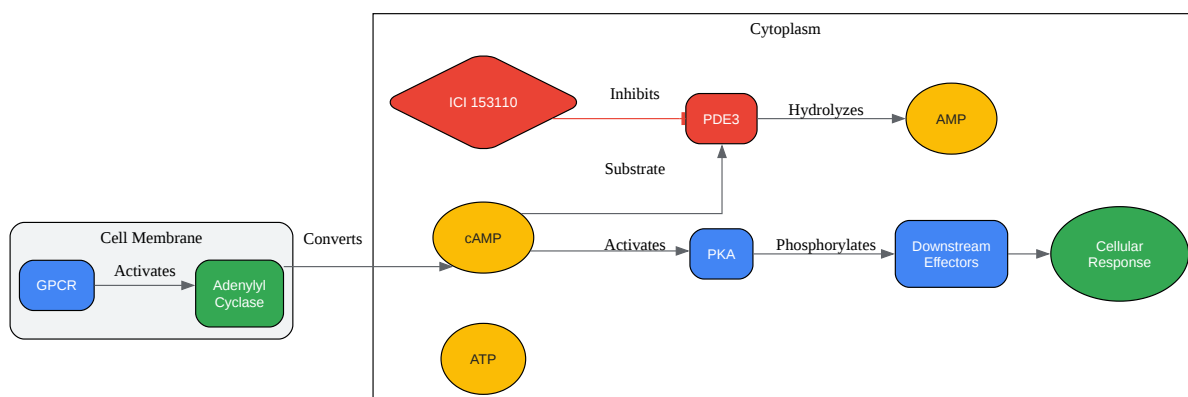 Cytoplasm
ICI 153110
Inhibits
PDE3
Hydrolyzes
AMP
Substrate
Cell Membrane
Converts
cAMP
Activates
PKA
Phosphorylates
Downstream
Effectors
Cellular
Response
GPCR
Activates
Adenylyl
Cyclase
ATP